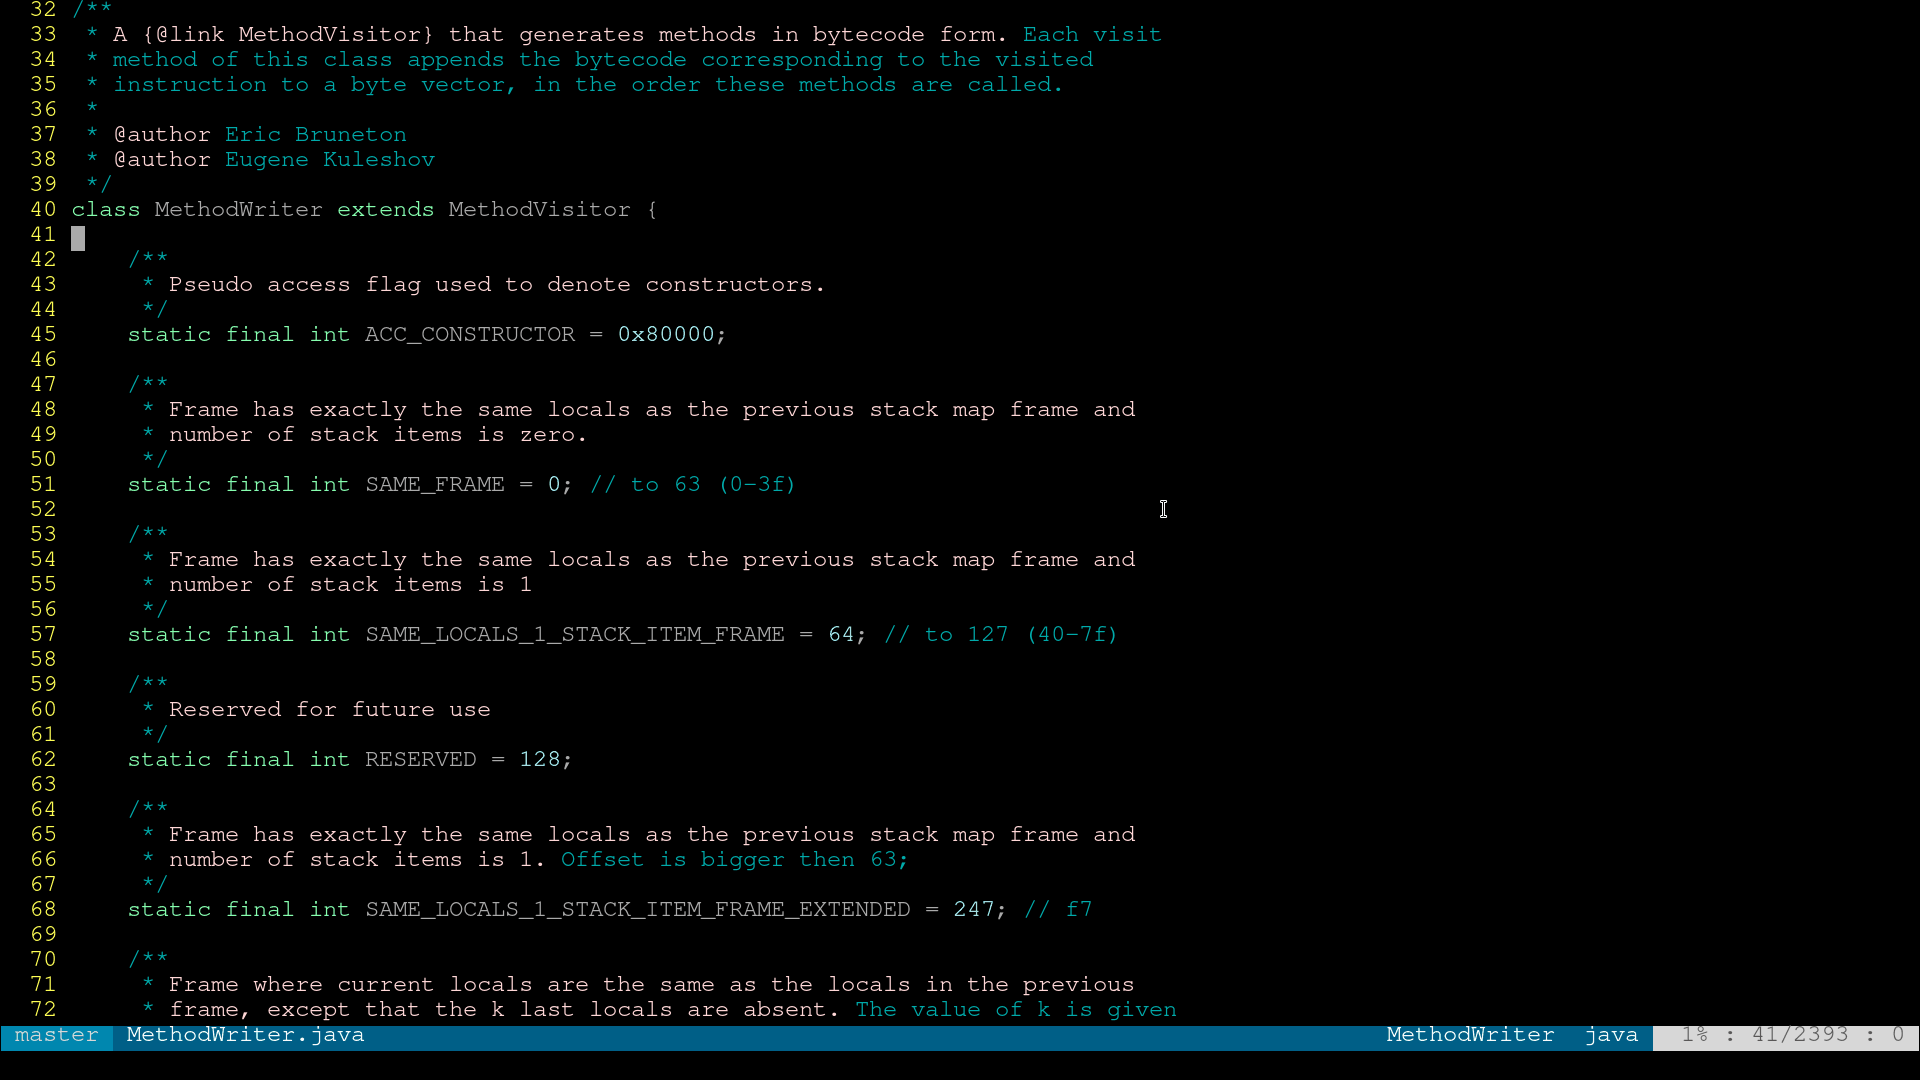 32 /**
33  * A {@link MethodVisitor} that generates methods in bytecode form. Each visit
34  * method of this class appends the bytecode corresponding to the visited
35  * instruction to a byte vector, in the order these methods are called.
36  *
37  * @author Eric Bruneton
38  * @author Eugene Kuleshov
39  */
40 class MethodWriter extends MethodVisitor {
41
42     /**
43      * Pseudo access flag used to denote constructors.
44      */
45     static final int ACC_CONSTRUCTOR = 0x80000;
46
47     /**
48      * Frame has exactly the same locals as the previous stack map frame and
49      * number of stack items is zero.
50      */
51     static final int SAME_FRAME = 0; // to 63 (0-3f)
52
53     /**
54      * Frame has exactly the same locals as the previous stack map frame and
55      * number of stack items is 1
56      */
57     static final int SAME_LOCALS_1_STACK_ITEM_FRAME = 64; // to 127 (40-7f)
58
59     /**
60      * Reserved for future use
61      */
62     static final int RESERVED = 128;
63
64     /**
65      * Frame has exactly the same locals as the previous stack map frame and
66      * number of stack items is 1. Offset is bigger then 63;
67      */
68     static final int SAME_LOCALS_1_STACK_ITEM_FRAME_EXTENDED = 247; // f7
69
70     /**
71      * Frame where current locals are the same as the locals in the previous
72      * frame, except that the k last locals are absent. The value of k is given
master MethodWriter.java MethodWriter java 1% : 41/2393 : 0